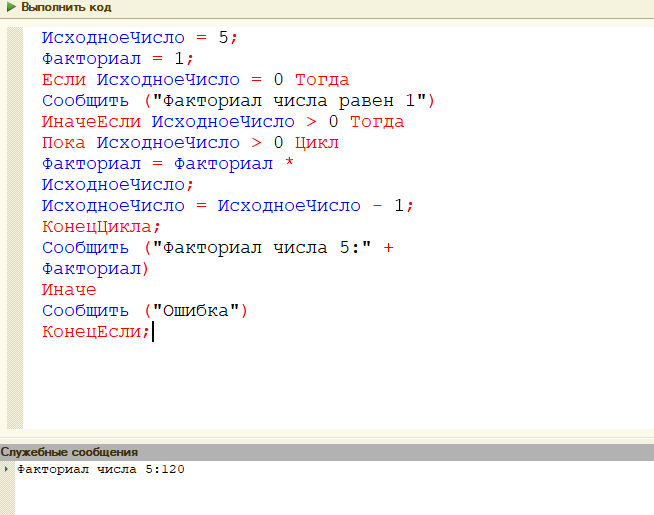 Выполнить код
ИсходноеЧисло = 5;
Факториал = 1;
Если ИсходноеЧисло = 0 Тогда
Сообщить ("Факториал числа равен 1")
ИначеЕсли ИсходноеЧисло > 0 Тогда
Пока ИсходноеЧисло > 0 Цикл
Факториал = Факториал *
ИсходноеЧисло;
ИсходноеЧисло = ИсходноеЧисло - 1;
КонецЦикла;
Сообщить ("Факториал числа 5:" +
Факториал)
Иначе
Сообщить ("Ошибка")
КонецЕсли;
Служебные сообщения
Факториал числа 5:120